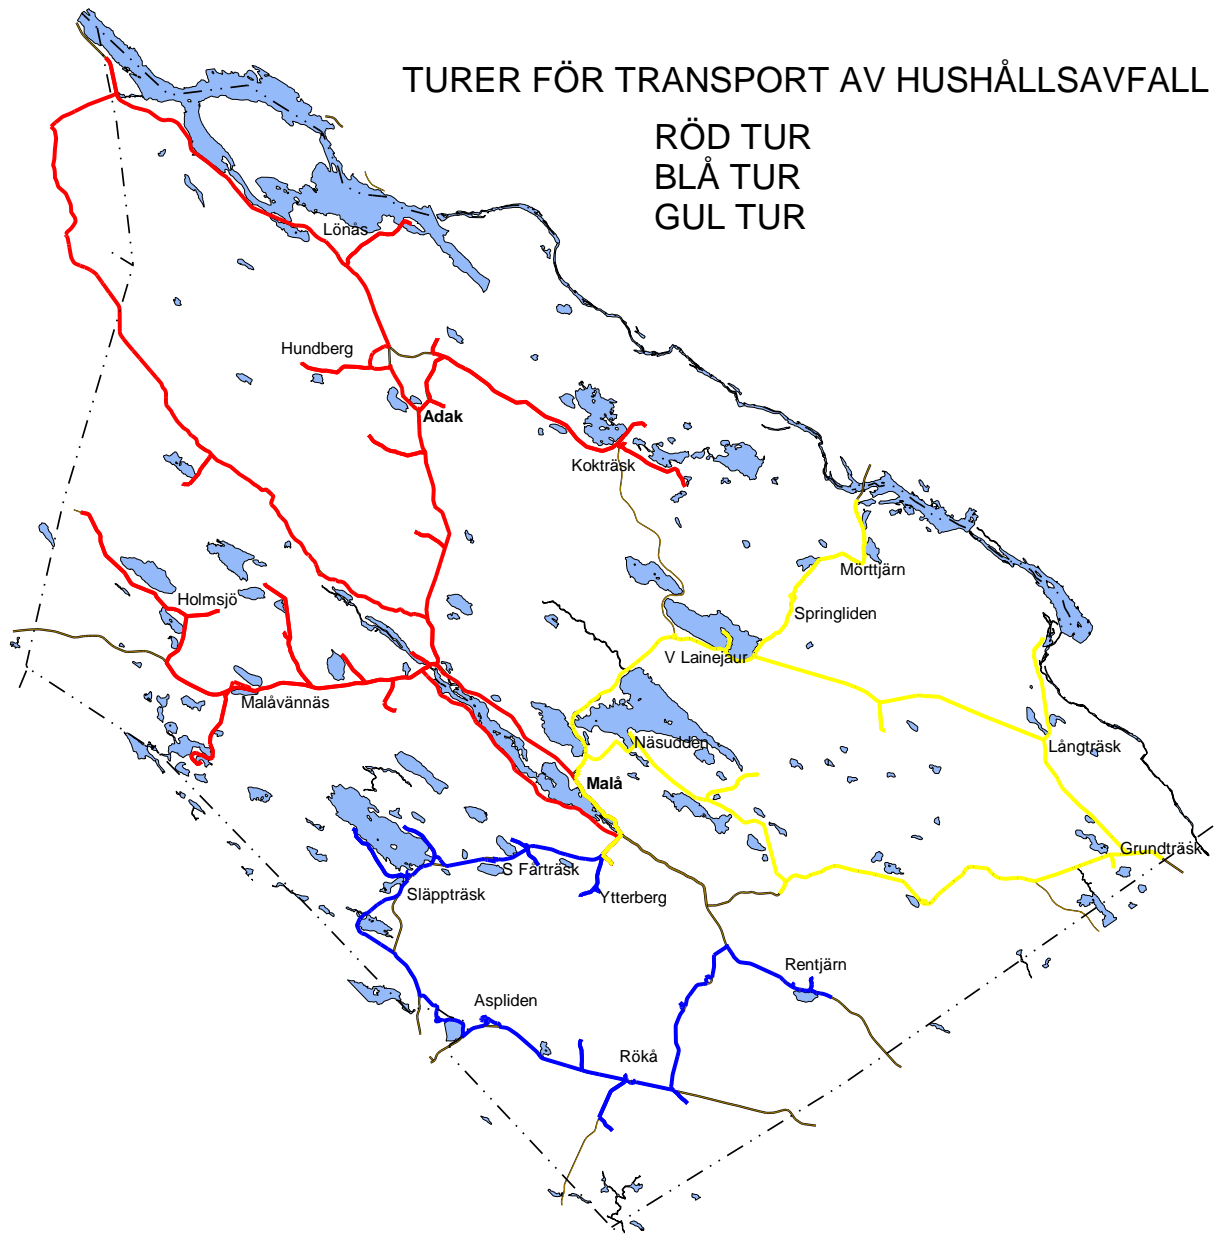 TURER FÖR TRANSPORT AV HUSHÅLLSAVFALL
RÖD TUR
BLÅ TUR
GUL TUR
Lönås
Hundberg
Adak
Kokträsk
Mörttjärn
Holmsjö
Springliden
V Lainejaur
Malåvännäs
Näsudden
Långträsk
Malå
Grundträsk
S Fårträsk
Släppträsk
Ytterberg
Rentjärn
Aspliden
Rökå